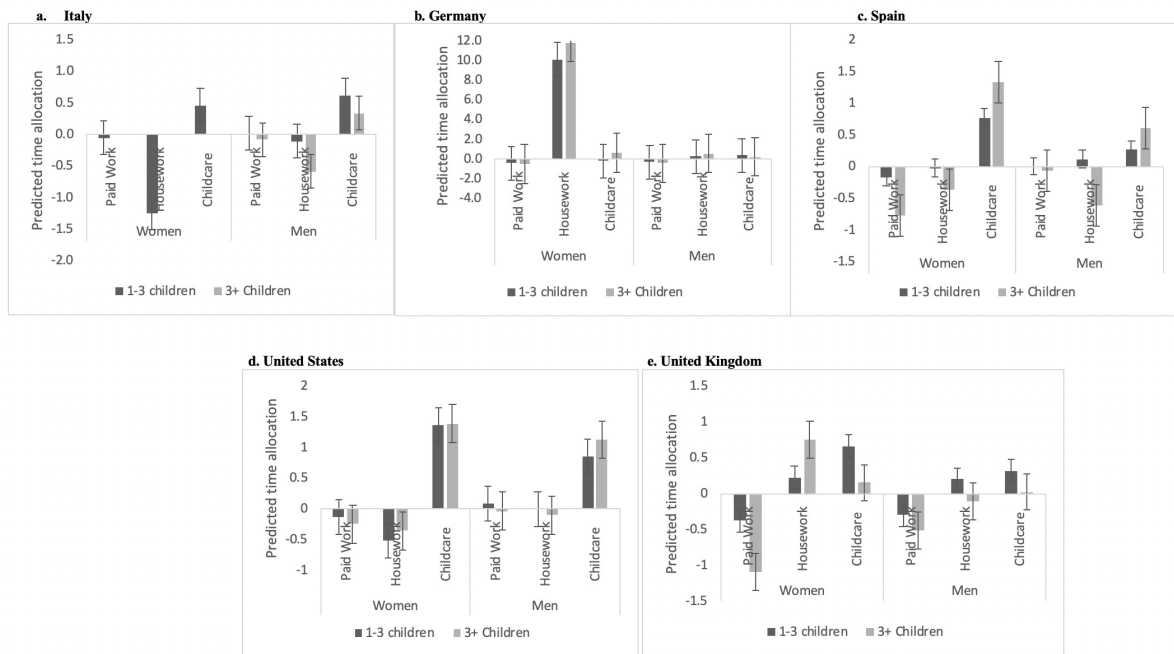 a. Italy
Predicted time allocation
1.5
1.0
0.5
0.0
-0.5
-1.0
-1.5
-2.0
Paid Work
Housework
Childcare
Paid Work
Housework
Childcare
Women
Men
1-3 children
3+ Children
b. Germany
Predicted time allocation
12.0
10.0
8.0
6.0
4.0
2.0
0.0
-2.0
-4.0
Paid Work
Housework
Childcare
Paid Work
Housework
Childcare
Women
Men
1-3 children
3+ Children
c. Spain
Predicted time allocation
2
1.5
1
0.5
0
-0.5
-1
-1.5
Paid Work
Housework
Childcare
Paid Work
Housework
Childcare
Women
Men
1-3 children
3+ Children
d. United States
Predicted time allocation
2
1.5
1
0.5
0
-0.5
-1
Paid Work
Housework
Childcare
Paid Work
Housework
Childcare
Women
Men
1-3 children
3+ Children
e. United Kingdom
Predicted time allocation
1.5
1
0.5
0
-0.5
-1
-1.5
Paid Work
Housework
Childcare
Paid Work
Housework
Childcare
Women
Men
1-3 children
3+ Children